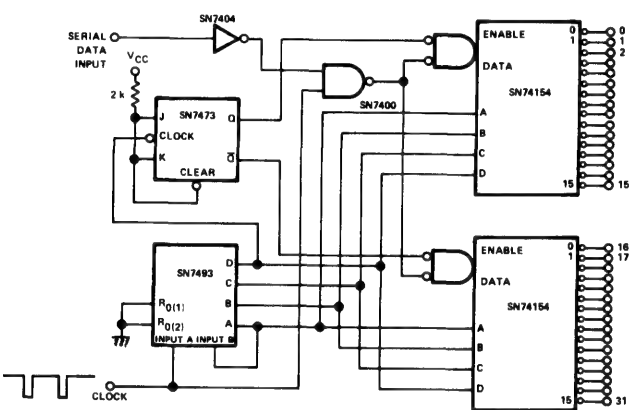 SN7404
SERIAL
DATA
INPUT
VCC
2 k
J
SN7473
Q
CLOCK
K
Q̅
CLEAR
SN7400
ENABLE
DATA
SN74154
A
B
C
D
0
1
15
0
1
2
15
SN7493
D
C
B
A
R0(1)
R0(2)
INPUT A INPUT B
CLOCK
ENABLE
DATA
SN74154
A
B
C
D
0
1
15
16
17
31